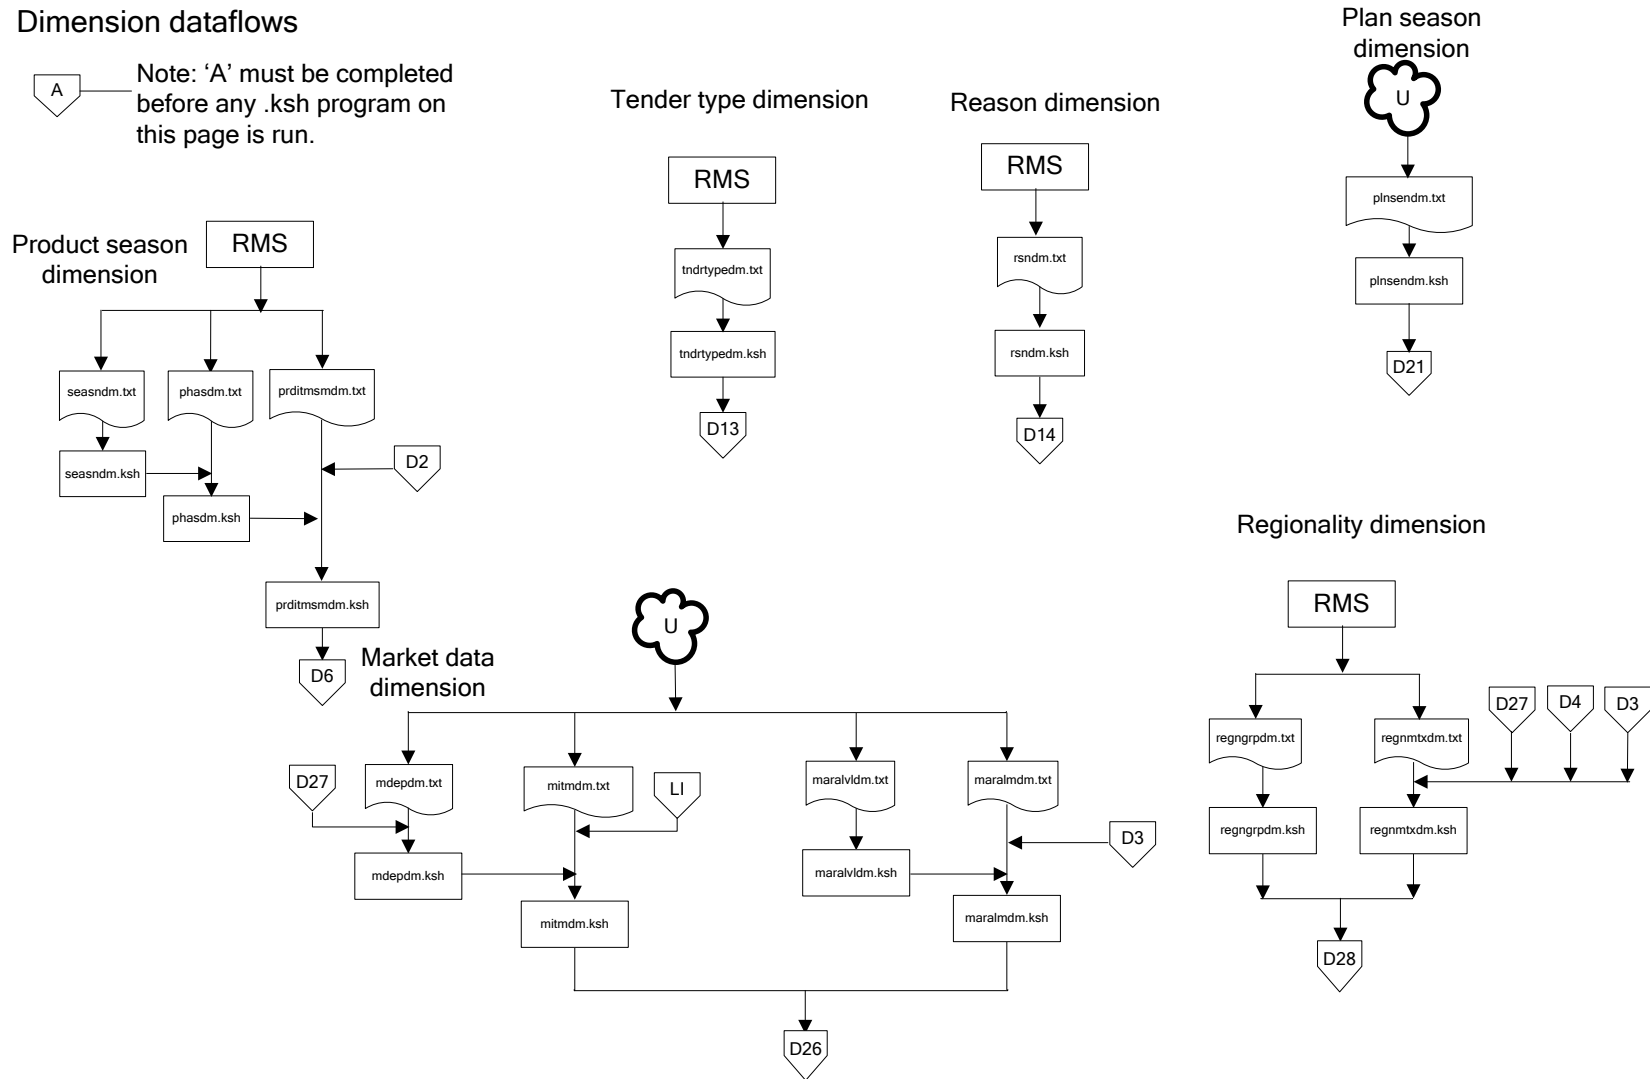 Dimension dataflows
A
Note: ‘A’ must be completed
before any .ksh program on
this page is run.
Product season
dimension
RMS
seasndm.txt
phasdm.txt
prditmsmdm.txt
seasndm.ksh
D2
phasdm.ksh
prditmsmdm.ksh
D6
Tender type dimension
RMS
tndrtypedm.txt
tndrtypedm.ksh
D13
Reason dimension
RMS
rsndm.txt
rsndm.ksh
D14
Plan season
dimension
U
plnsendm.txt
plnsendm.ksh
D21
Market data
dimension
U
D27
mdepdm.txt
mitmdm.txt
LI
maralvldm.txt
maralmdm.txt
D3
mdepdm.ksh
maralvldm.ksh
mitmdm.ksh
maralmdm.ksh
D26
Regionality dimension
RMS
regngrpdm.txt
regnmtxdm.txt
D27
D4
D3
regngrpdm.ksh
regnmtxdm.ksh
D28